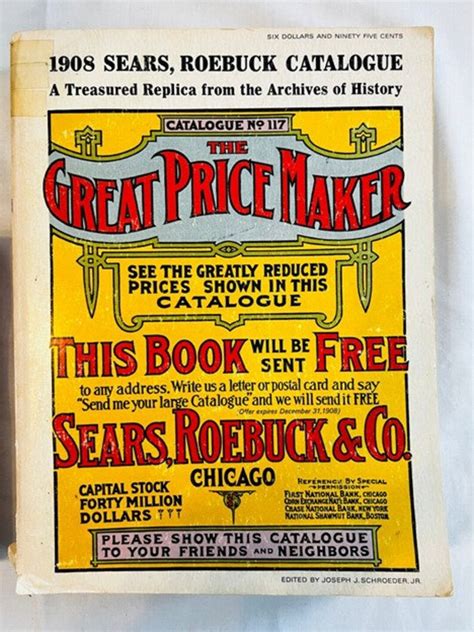 SIX DOLLARS AND NINETY FIVE CENTS
1908 SEARS, ROEBUCK CATALOGUE
A Treasured Replica from the Archives of History
CATALOGUE No 117
THE
GREAT PRICE MAKER
SEE THE GREATLY REDUCED
PRICES SHOWN IN THIS
CATALOGUE
THIS BOOK WILL BE SENT FREE
to any address. Write us a letter or postal card and say
"Send me your large Catalogue" and we will send it FREE
(Offer expires December 31, 1908)
SEARS, ROEBUCK & CO.
CHICAGO
CAPITAL STOCK
FORTY MILLION
DOLLARS
REFERENCE BY SPECIAL
PERMISSION
FIRST NATIONAL BANK, CHICAGO
CORN EXCHANGE NAT'L BANK, CHICAGO
CHASE NATIONAL BANK, NEW YORK
NATIONAL SHAWMUT BANK, BOSTON
PLEASE SHOW THIS CATALOGUE
TO YOUR FRIENDS AND NEIGHBORS
EDITED BY JOSEPH J. SCHROEDER, JR.